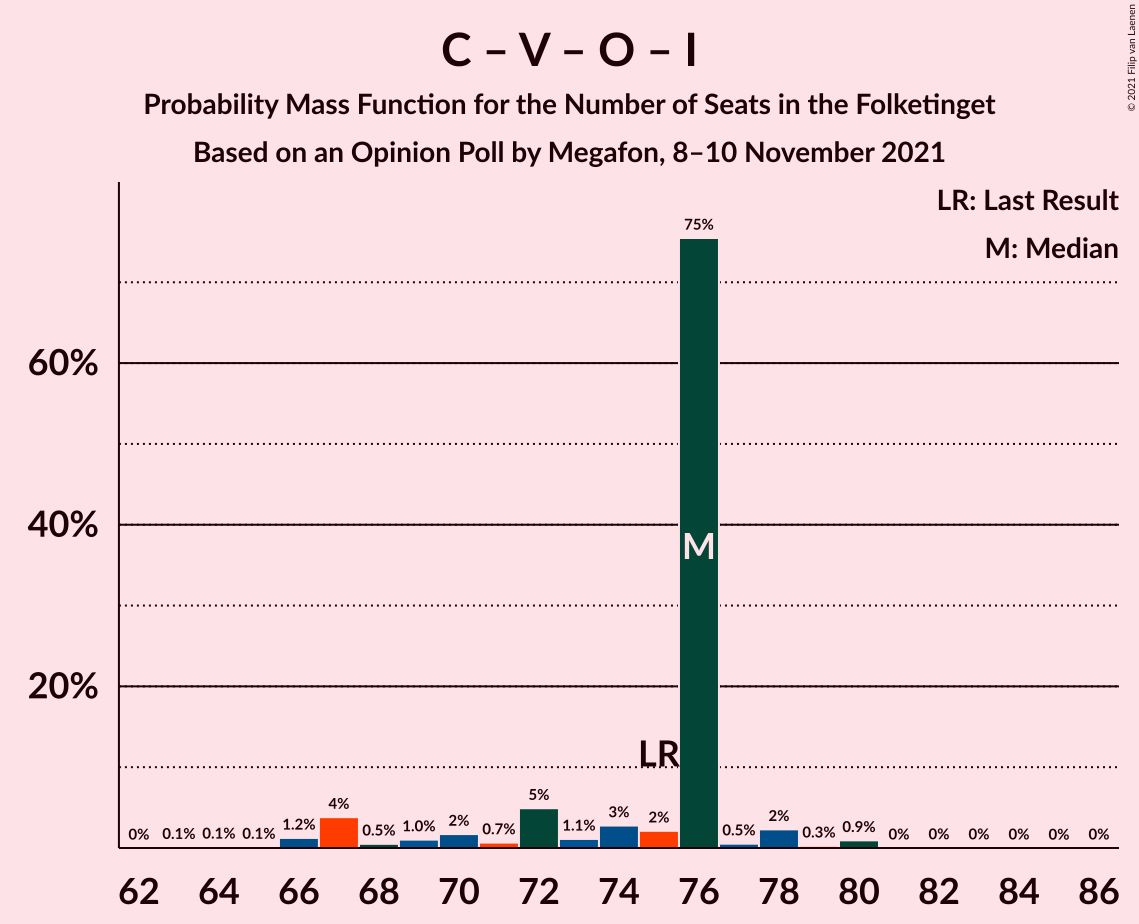 C – V – O – I
Probability Mass Function for the Number of Seats in the Folketinget
Based on an Opinion Poll by Megafon, 8–10 November 2021
© 2021 Filip van Laenen
LR: Last Result
M: Median
75%
60%
40%
M
20%
LR
0% 0.1% 0.1% 0.1% 1.2% 4% 0.5% 1.0% 2% 0.7% 5% 1.1% 3% 2% 0.5% 2% 0.3% 0.9% 0% 0% 0% 0% 0% 0%
62 64 66 68 70 72 74 76 78 80 82 84 86